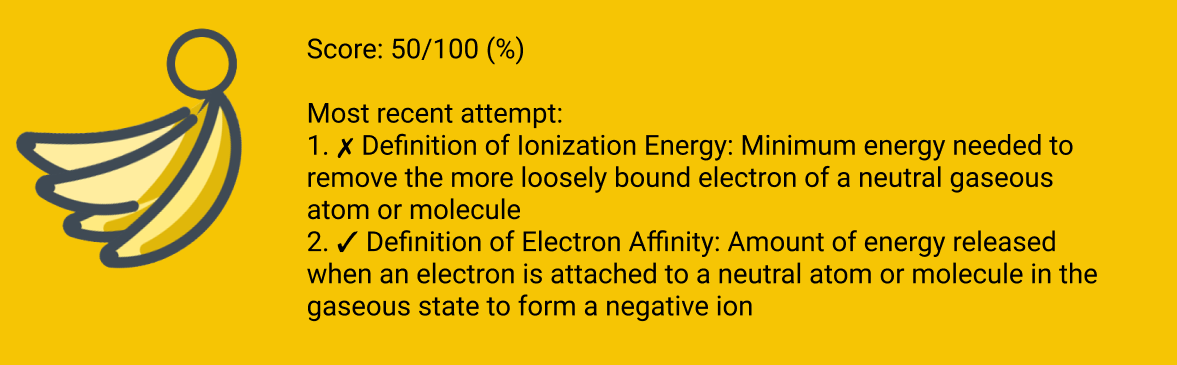 Score: 50/100 (%)
Most recent attempt:
1. ✗ Definition of Ionization Energy: Minimum energy needed to
remove the more loosely bound electron of a neutral gaseous
atom or molecule
2. ✓ Definition of Electron Affinity: Amount of energy released
when an electron is attached to a neutral atom or molecule in the
gaseous state to form a negative ion